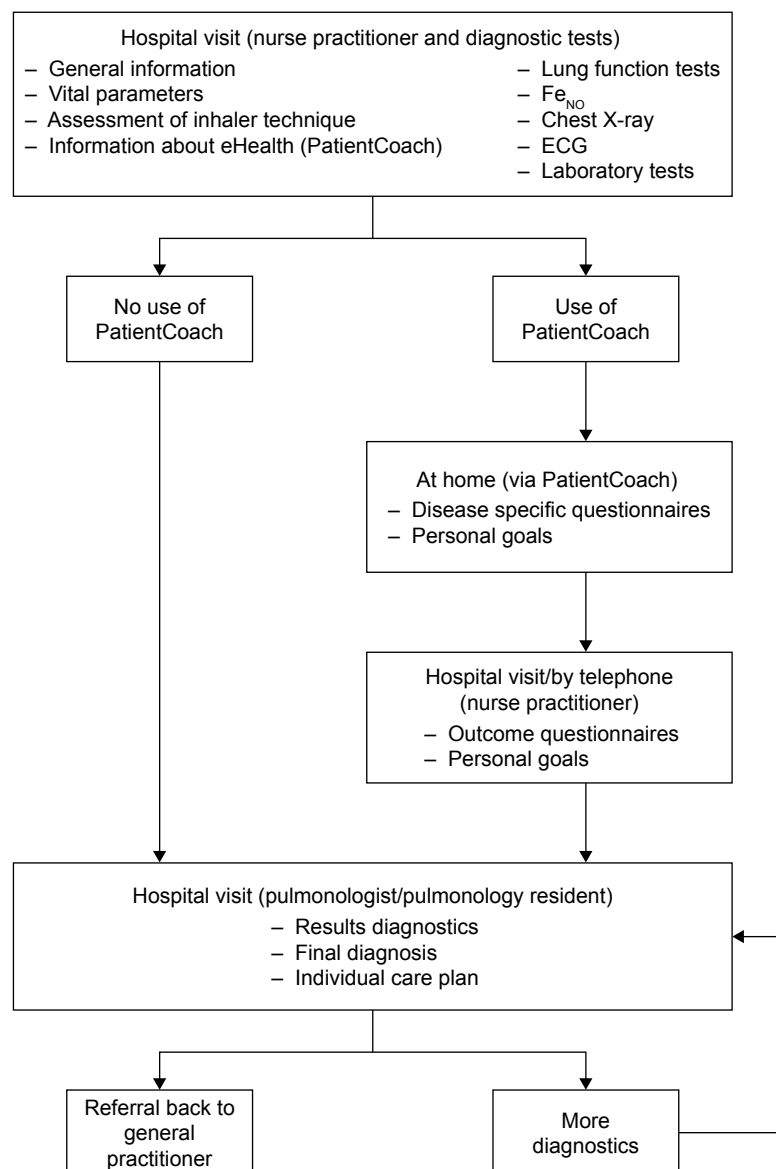 Hospital visit (nurse practitioner and diagnostic tests)
– General information
– Vital parameters
– Assessment of inhaler technique
– Information about eHealth (PatientCoach)
– Lung function tests
– FeNO
– Chest X-ray
– ECG
– Laboratory tests
No use of
PatientCoach
Use of
PatientCoach
At home (via PatientCoach)
– Disease specific questionnaires
– Personal goals
Hospital visit/by telephone
(nurse practitioner)
– Outcome questionnaires
– Personal goals
Hospital visit (pulmonologist/pulmonology resident)
– Results diagnostics
– Final diagnosis
– Individual care plan
Referral back to
general
practitioner
More
diagnostics